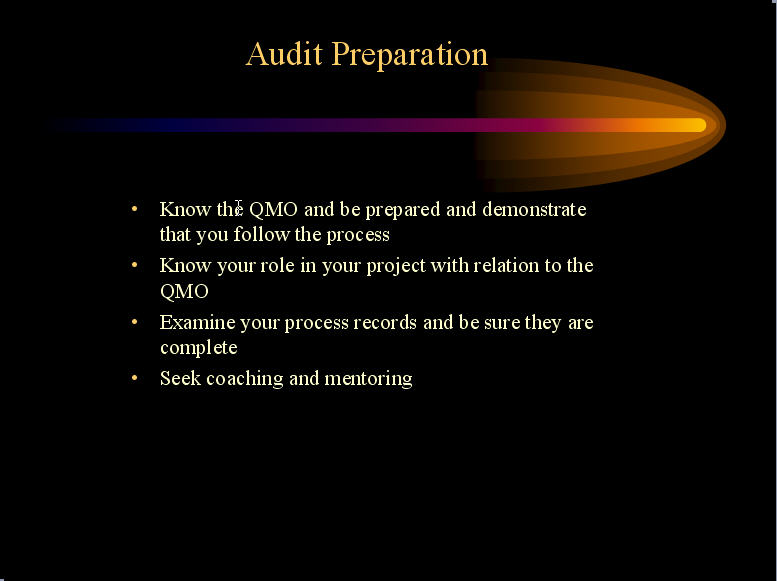 Audit Preparation
• Know the QMO and be prepared and demonstrate
that you follow the process
• Know your role in your project with relation to the
QMO
• Examine your process records and be sure they are
complete
• Seek coaching and mentoring